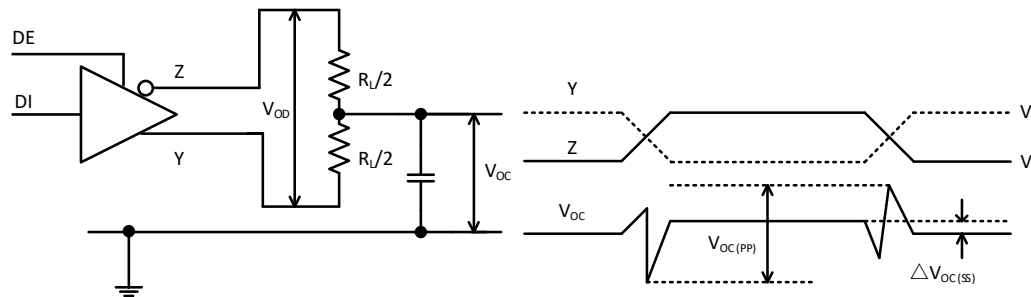 DE
Z
DI
Y
V_OD
R_L/2
R_L/2
V_OC
Y
Z
V
V
V_OC
V_OC(PP)
△V_OC(SS)